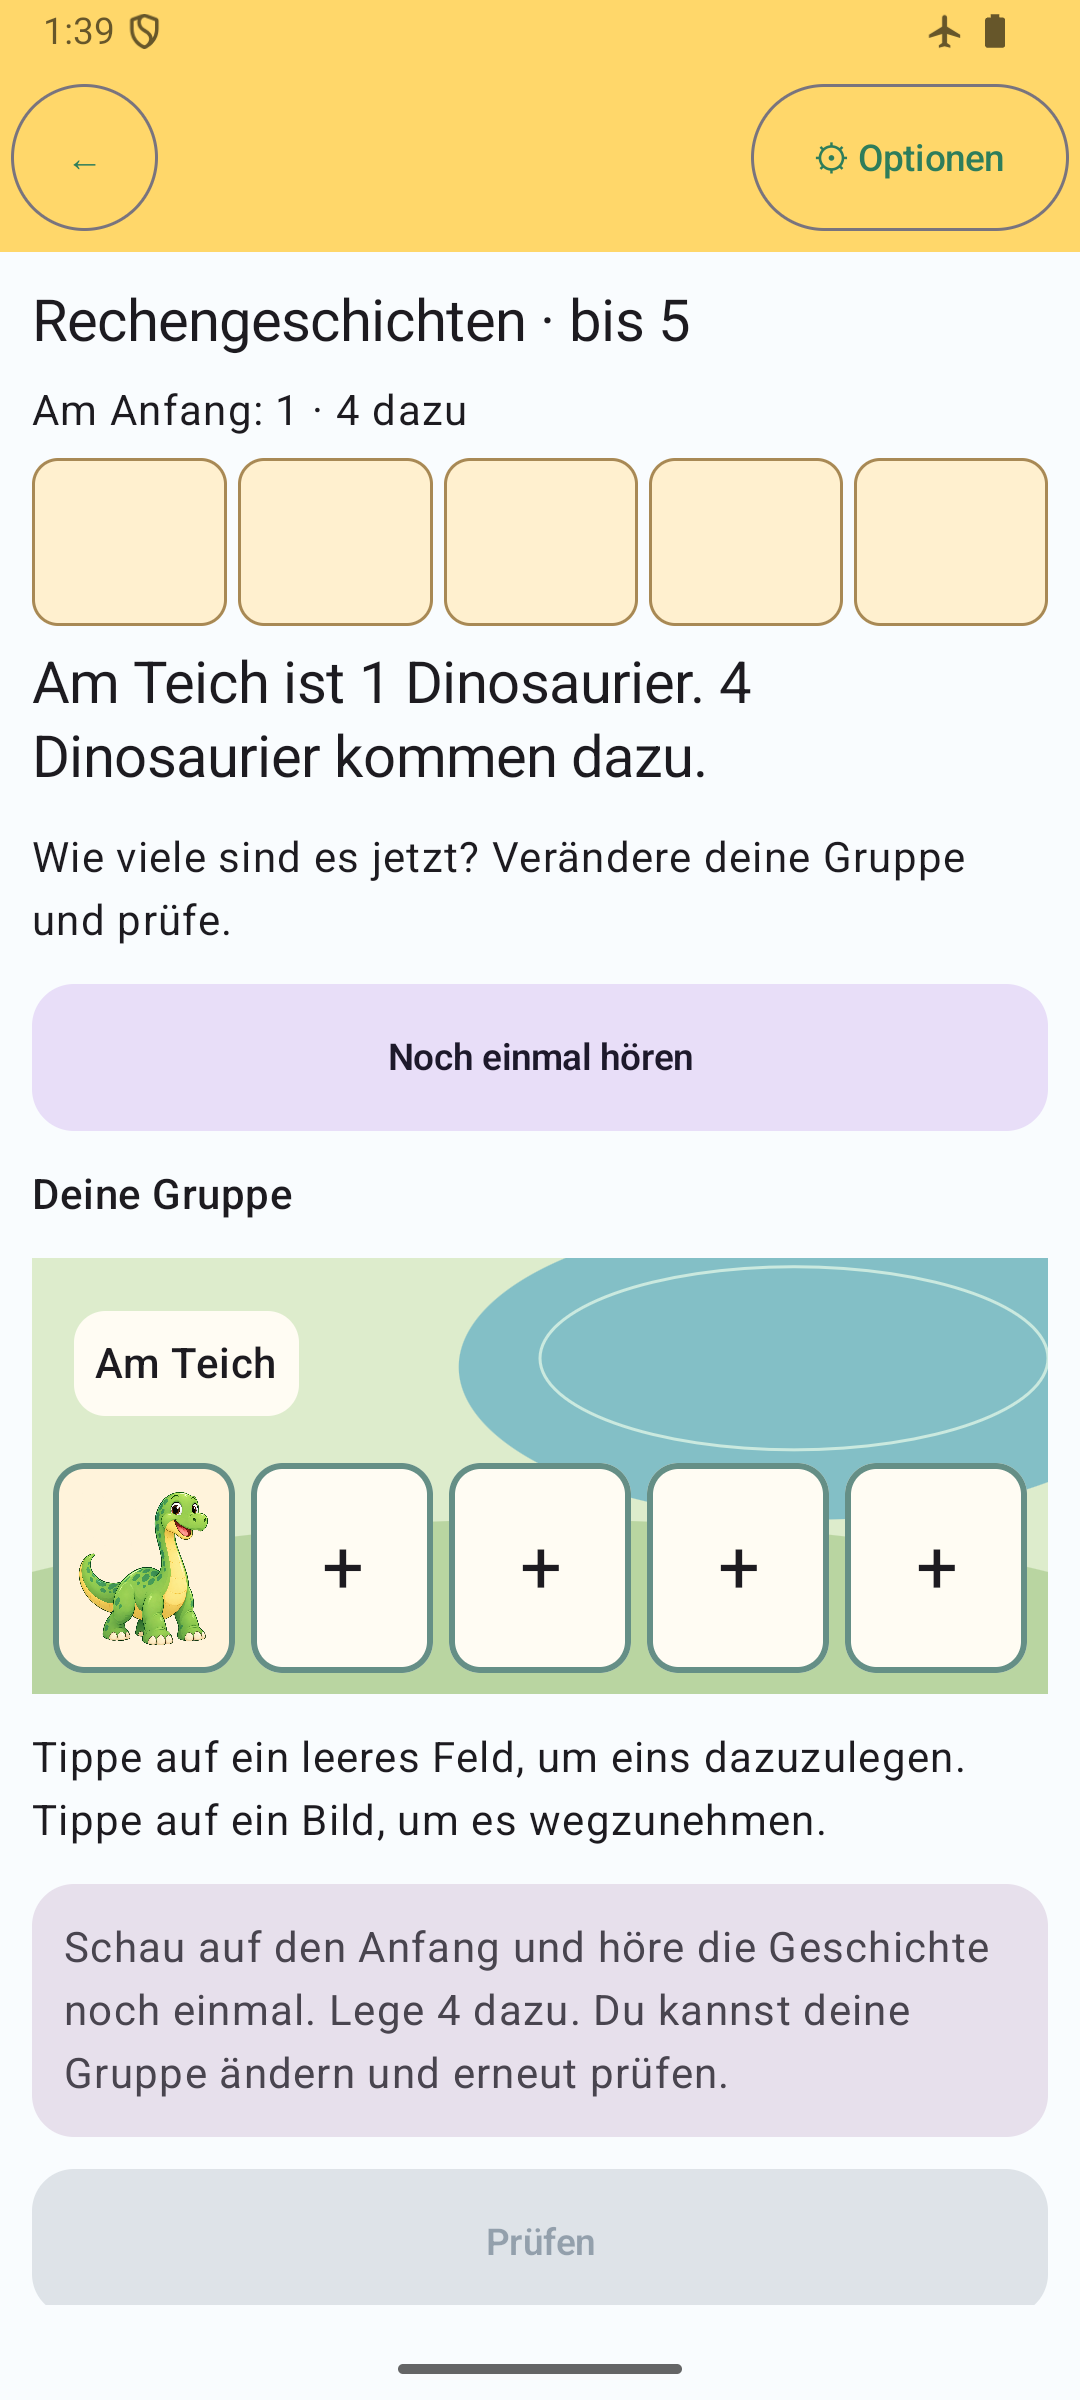 1:39
←
Optionen
Rechengeschichten · bis 5
Am Anfang: 1 · 4 dazu
Am Teich ist 1 Dinosaurier. 4
Dinosaurier kommen dazu.
Wie viele sind es jetzt? Verändere deine Gruppe
und prüfe.
Noch einmal hören
Deine Gruppe
Am Teich
+ + + +
Tippe auf ein leeres Feld, um eins dazuzulegen.
Tippe auf ein Bild, um es wegzunehmen.
Schau auf den Anfang und höre die Geschichte
noch einmal. Lege 4 dazu. Du kannst deine
Gruppe ändern und erneut prüfen.
Prüfen